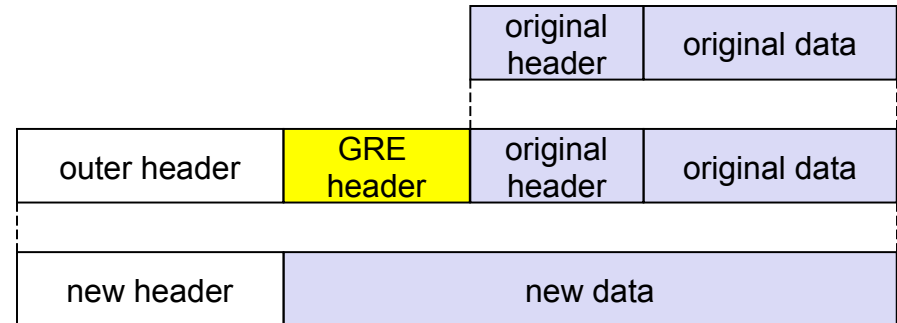 original
header
original data
outer header
GRE
header
original
header
original data
new header
new data